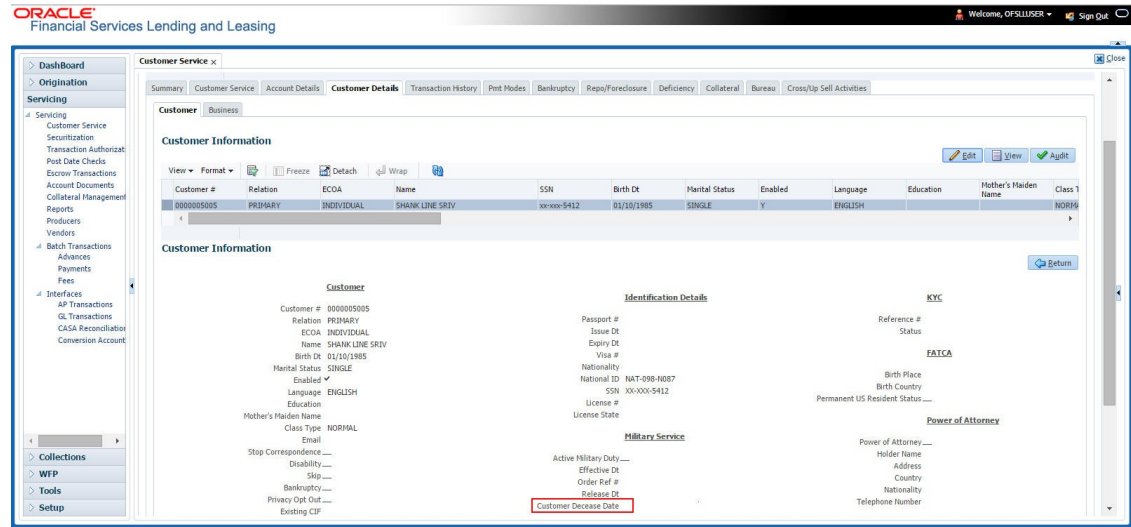 ORACLE
Financial Services Lending and Leasing
Welcome, OFSLLUSER
Sign Out
DashBoard
Origination
Servicing
Servicing
Customer Service
Securitization
Transaction Authorizat
Post Date Checks
Escrow Transactions
Account Documents
Collateral Management
Reports
Producers
Vendors
Batch Transactions
Advances
Payments
Fees
Interfaces
AP Transactions
GL Transactions
CASA Reconciliation
Conversion Account
Collections
WFP
Tools
Setup
Customer Service x
Close
Summary Customer Service Account Details Customer Details Transaction History Pmt Modes Bankruptcy Repo/Foreclosure Deficiency Collateral Bureau Cross/Up Sell Activities
Customer Business
Customer Information
Edit View Audit
View Format Freeze Detach Wrap
Customer # Relation ECOA Name SSN Birth Dt Marital Status Enabled Language Education Mother's Maiden Name Class T
0000005005 PRIMARY INDIVIDUAL SHANK LINE SRIV xx-xxx-5412 01/10/1985 SINGLE Y ENGLISH NORMA
Customer Information
Return
Customer
Customer # 0000005005
Relation PRIMARY
ECOA INDIVIDUAL
Name SHANK LINE SRIV
Birth Dt 01/10/1985
Marital Status SINGLE
Enabled
Language ENGLISH
Education
Mother's Maiden Name
Class Type NORMAL
Email
Stop Correspondence
Disability
Skip
Bankruptcy
Privacy Opt Out
Existing CIF
Identification Details
Passport #
Issue Dt
Expiry Dt
Visa #
Nationality
National ID NAT-098-N087
SSN XX-XXX-5412
License #
License State
Military Service
Active Military Duty
Effective Dt
Order Ref #
Release Dt
Customer Decease Date
KYC
Reference #
Status
FATCA
Birth Place
Birth Country
Permanent US Resident Status
Power of Attorney
Power of Attorney
Holder Name
Address
Country
Nationality
Telephone Number